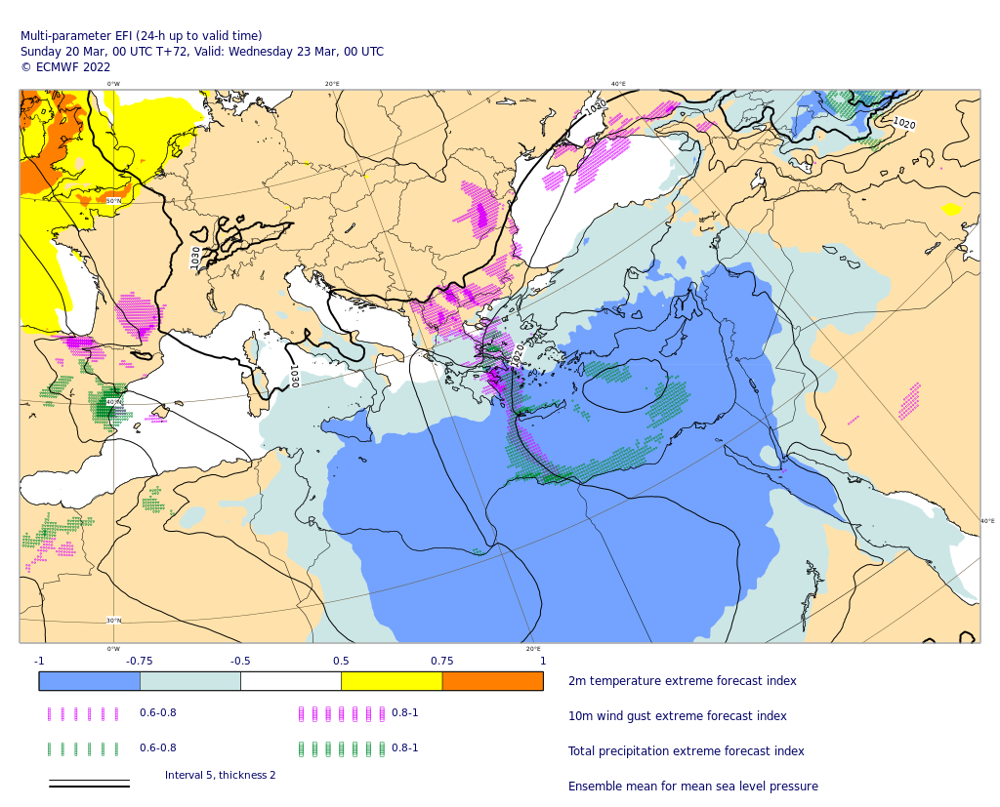 Multi-parameter EFI (24-h up to valid time)
Sunday 20 Mar, 00 UTC T+72, Valid: Wednesday 23 Mar, 00 UTC
© ECMWF 2022
0°W 20°E 40°E
1030
1020
50°N
1030
1020
1030
40°N
40°E
30°N
0°W 20°E
-1 -0.75 -0.5 0.5 0.75 1
2m temperature extreme forecast index
0.6-0.8 0.8-1 10m wind gust extreme forecast index
0.6-0.8 0.8-1 Total precipitation extreme forecast index
Interval 5, thickness 2
Ensemble mean for mean sea level pressure